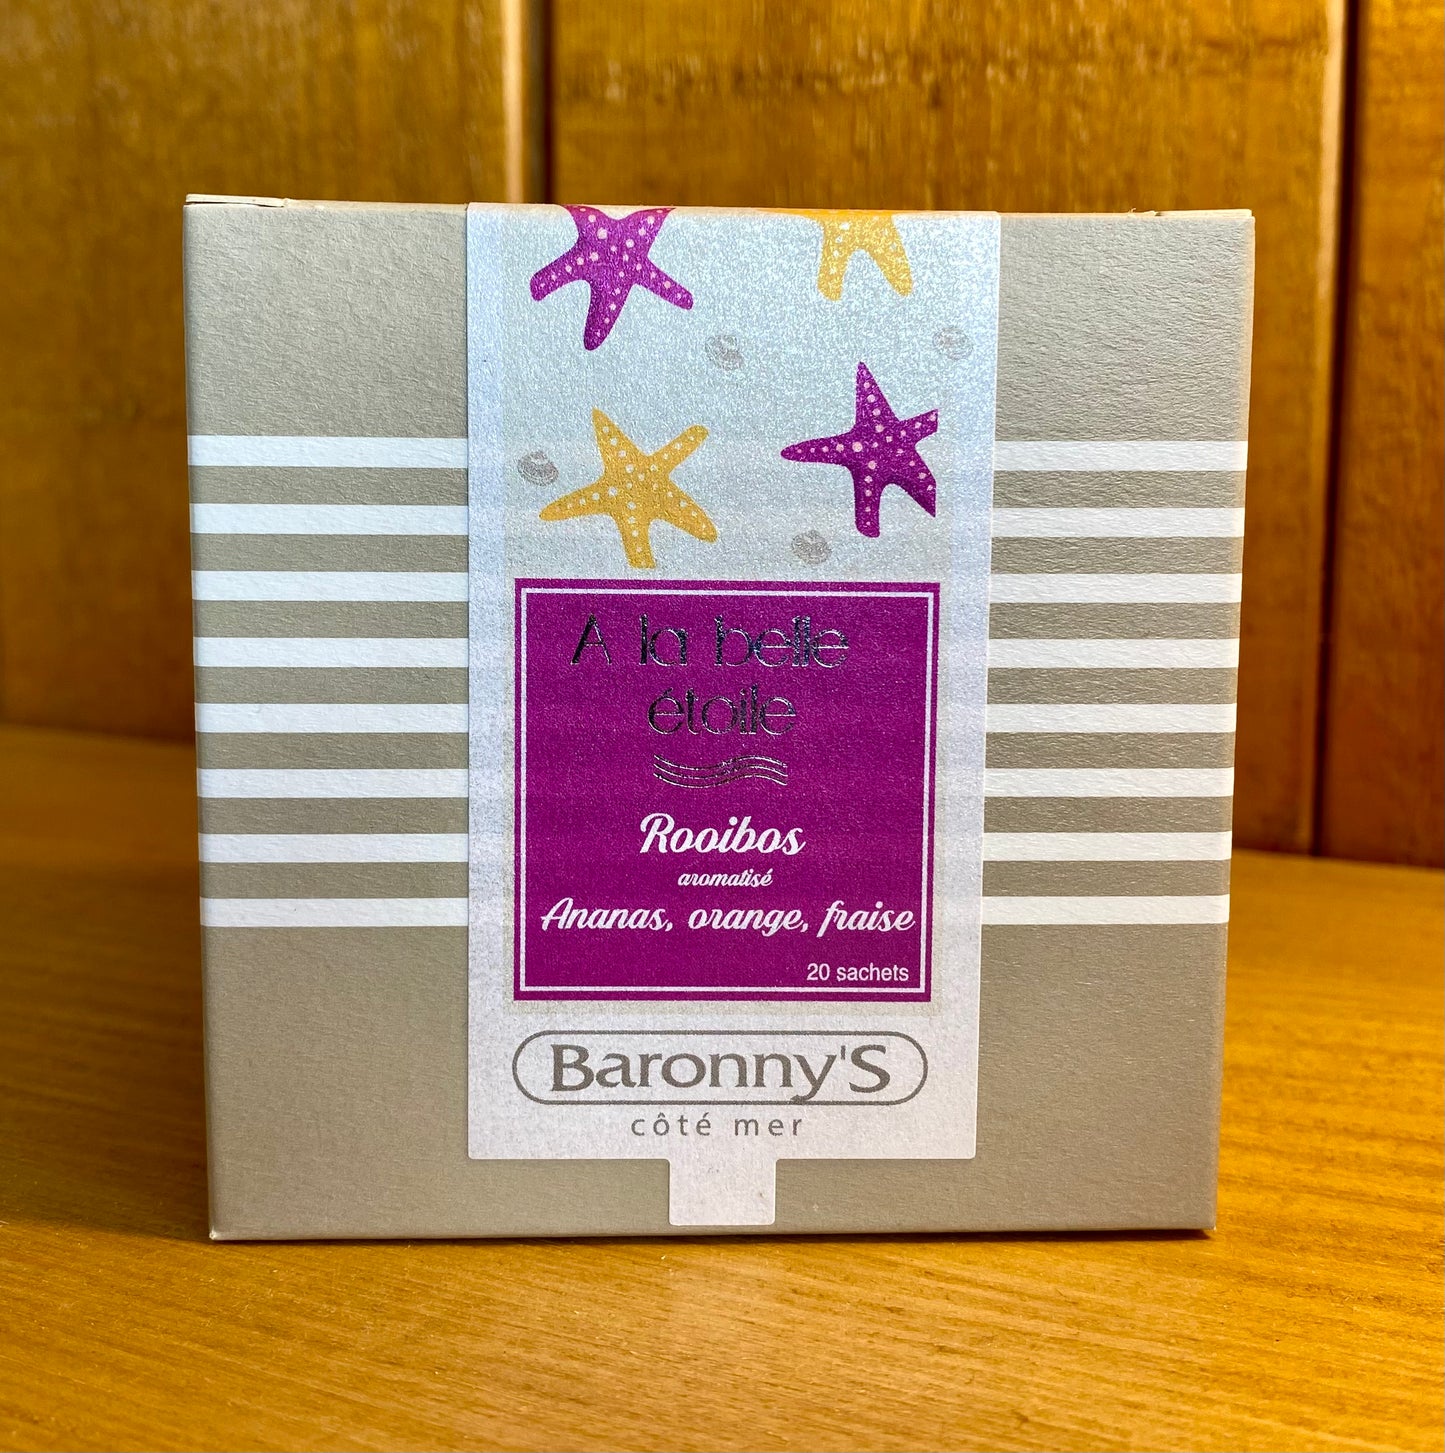 A la belle
étoile
Rooibos
aromatisé
Ananas, orange, fraise
20 sachets
Baronny'S
côté mer